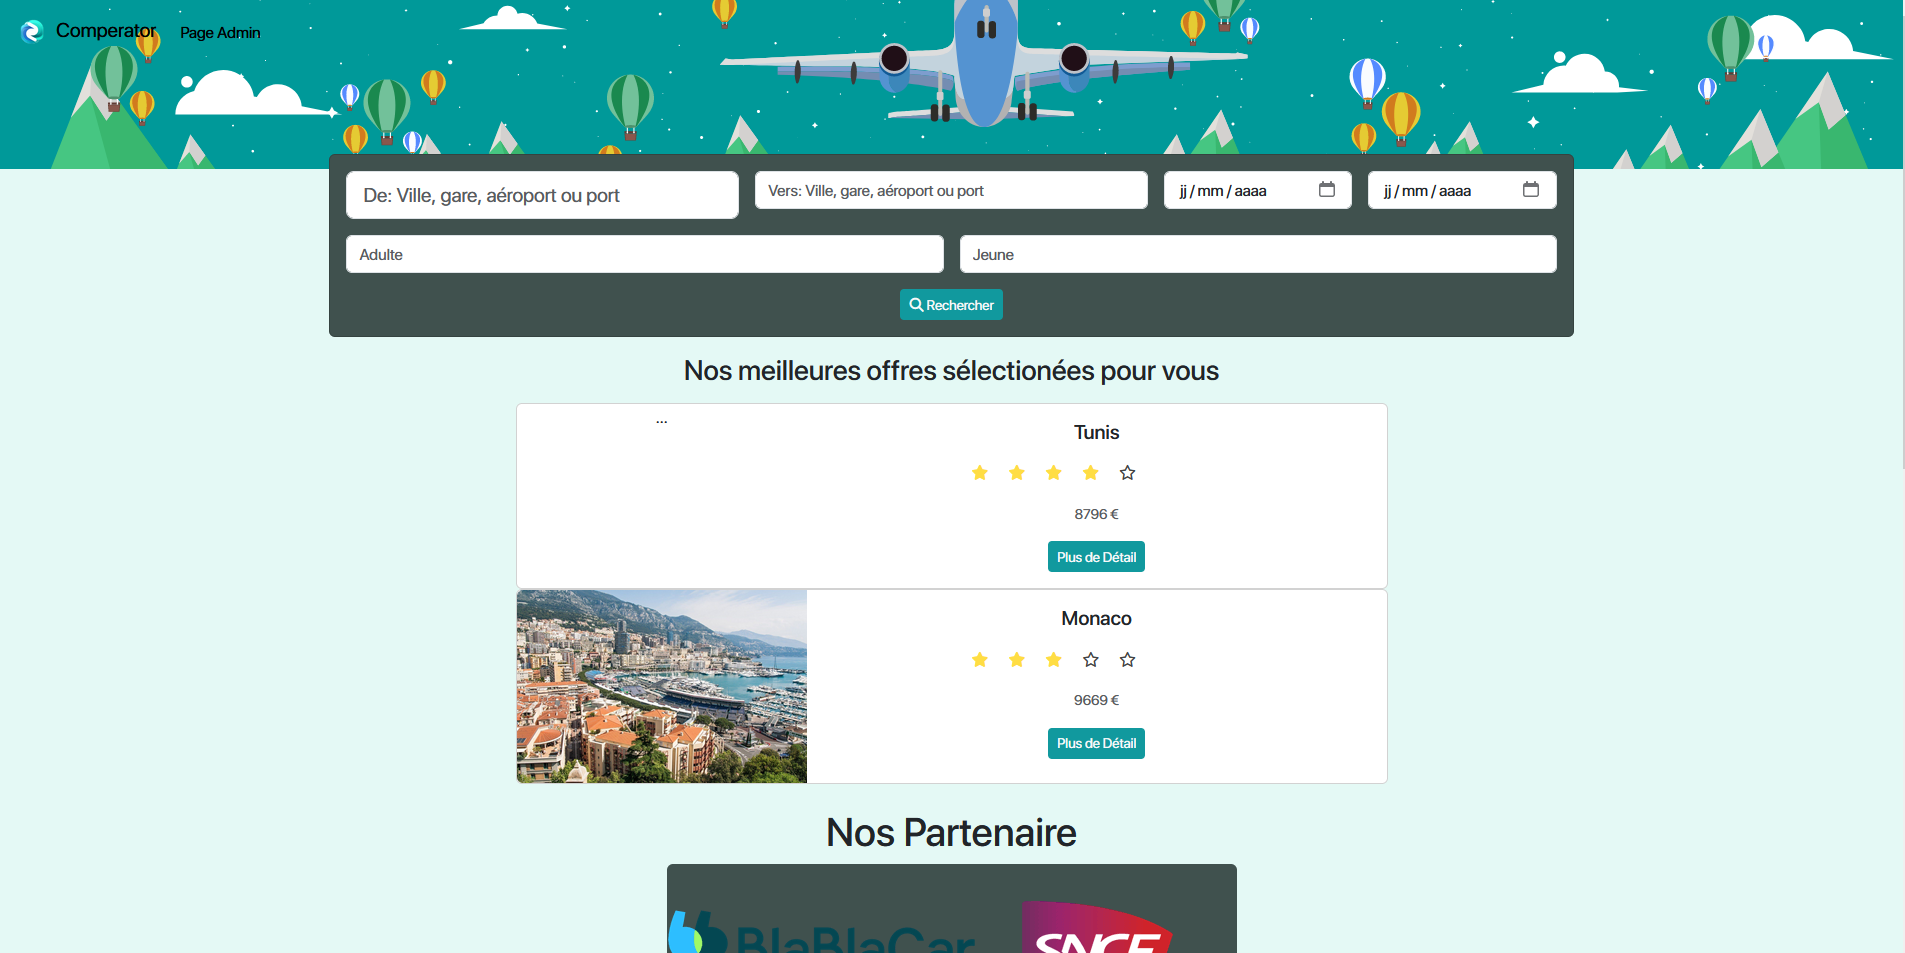 Comperator Page Admin
De: Ville, gare, aéroport ou port Vers: Ville, gare, aéroport ou port jj / mm / aaaa jj / mm / aaaa
Adulte Jeune
Rechercher
Nos meilleures offres sélectionées pour vous
...
Tunis
8796 €
Plus de Détail
Monaco
9669 €
Plus de Détail
Nos Partenaire
BlaBlaCar SNCF